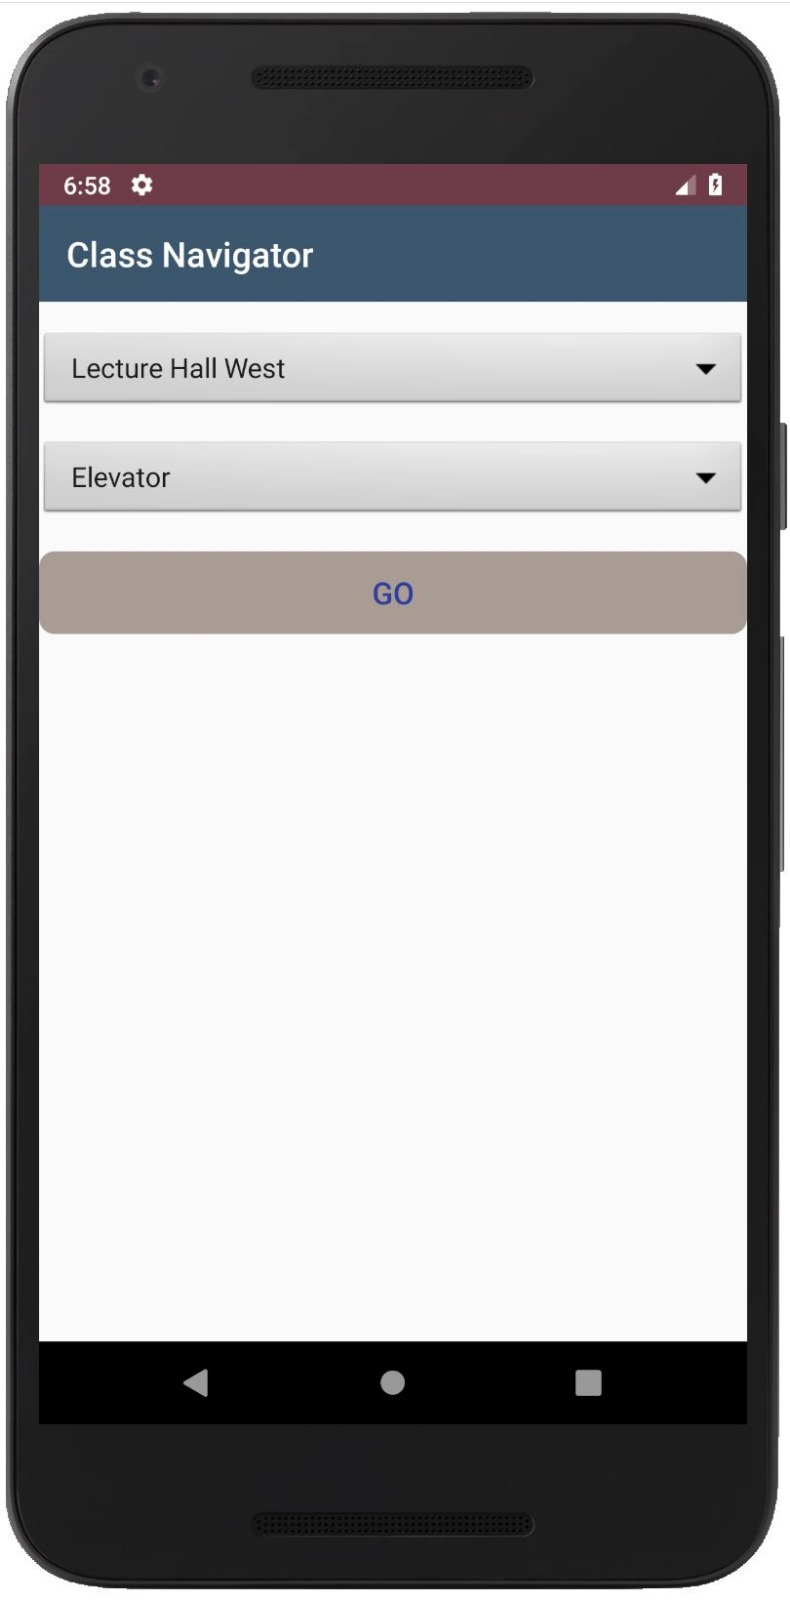 6:58
Class Navigator
Lecture Hall West
Elevator
GO